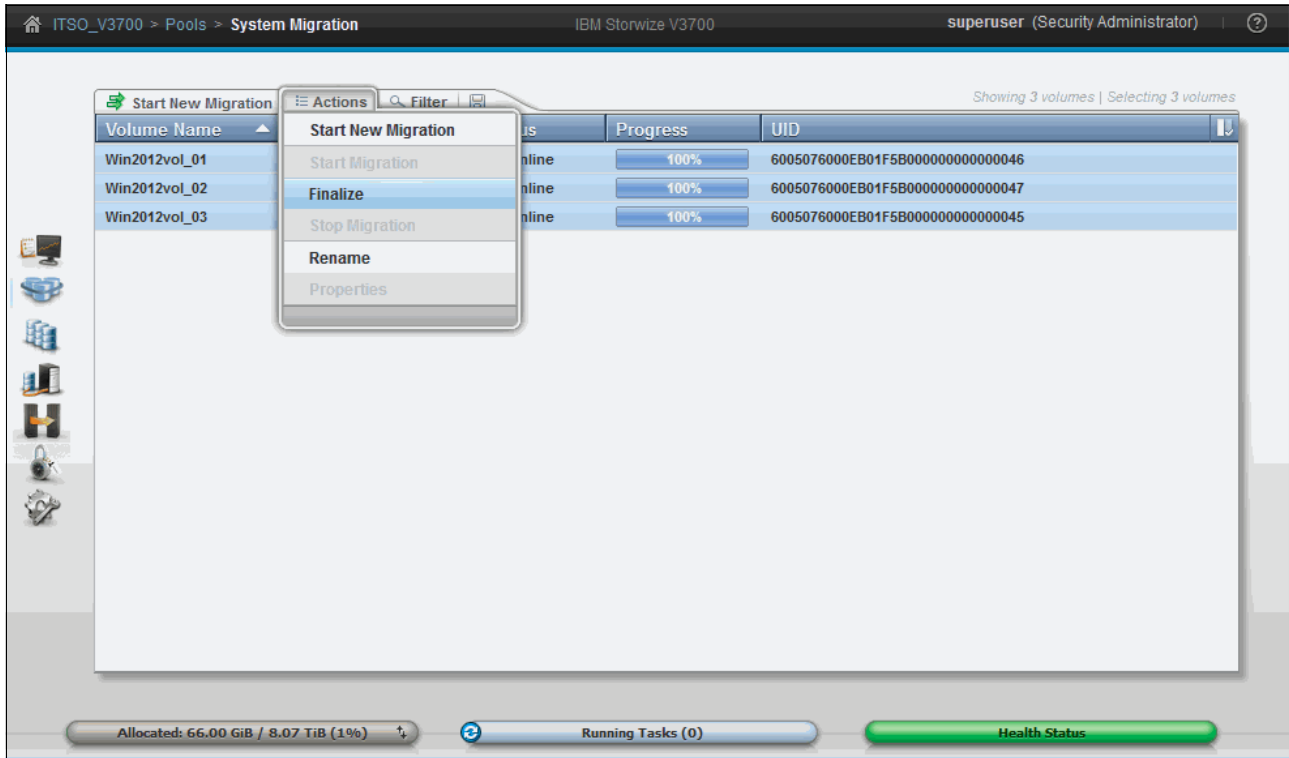 ITSO_V3700 > Pools > System Migration IBM Storwize V3700 superuser (Security Administrator)
Start New Migration Actions Filter Showing 3 volumes | Selecting 3 volumes
Volume Name us Progress UID
Win2012vol_01 nline 100% 6005076000EB01F5B000000000000046
Win2012vol_02 nline 100% 6005076000EB01F5B000000000000047
Win2012vol_03 nline 100% 6005076000EB01F5B000000000000045
Start New Migration
Start Migration
Finalize
Stop Migration
Rename
Properties
Allocated: 66.00 GiB / 8.07 TiB (1%) Running Tasks (0) Health Status